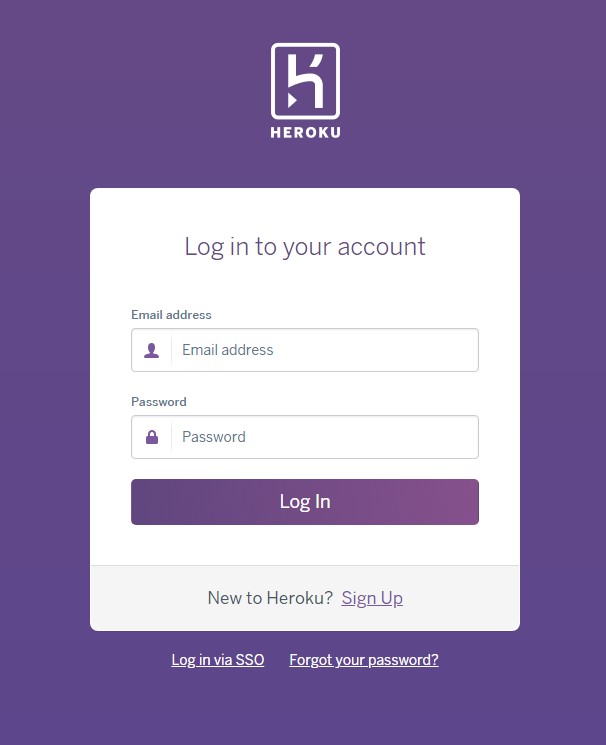 HEROKU
Log in to your account
Email address
Email address
Password
Password
Log In
New to Heroku? Sign Up
Log in via SSO Forgot your password?